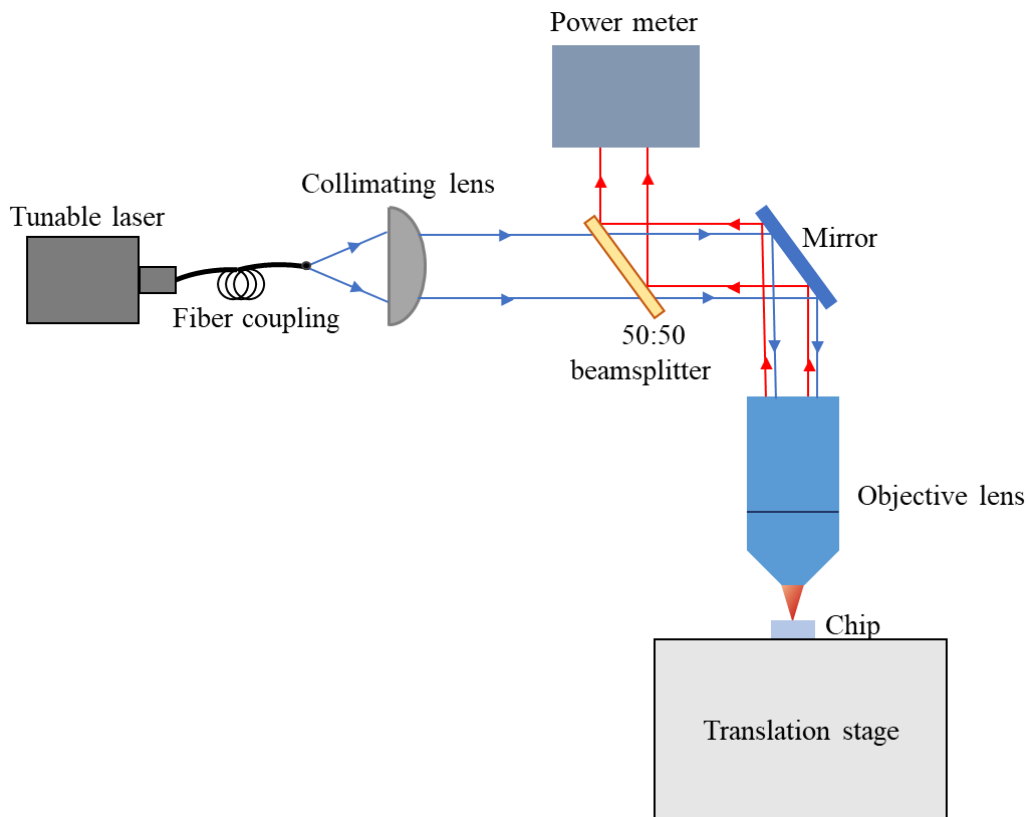 Power meter
Collimating lens
Tunable laser
Mirror
Fiber coupling
50:50
beamsplitter
Objective lens
Chip
Translation stage